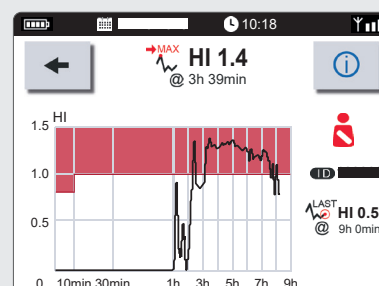 10:18
MAX HI 1.4
@ 3h 39min
HI
1.5
1.0
0.5
0 10min 30min 1h 3h 5h 7h 9h
ID
LAST HI 0.5
@ 9h 0min